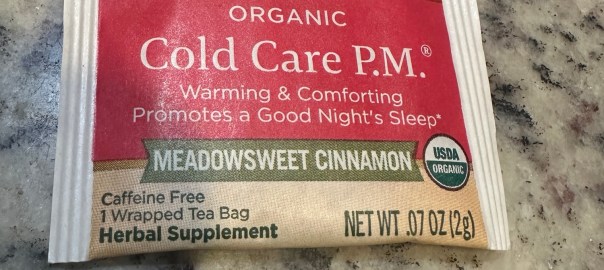 ORGANIC
Cold Care P.M.®
Warming & Comforting
Promotes a Good Night's Sleep*
MEADOWSWEET CINNAMON
USDA
ORGANIC
Caffeine Free
1 Wrapped Tea Bag
Herbal Supplement
NET WT .07 OZ (2g)